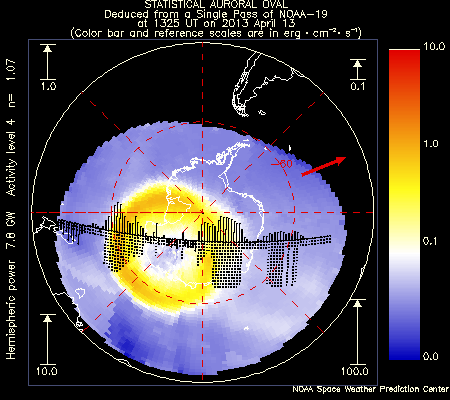 STATISTICAL AURORAL OVAL
Deduced from a Single Pass of NOAA-19
at 1325 UT on 2013 April 13
(Color bar and reference scales are in erg·cm⁻²·s⁻¹)
1.0
0.1
10.0
1.0
0.1
0.0
-60
Hemispheric power 7.8 GW Activity level 4 n= 1.07
10.0
100.0
NOAA Space Weather Prediction Center